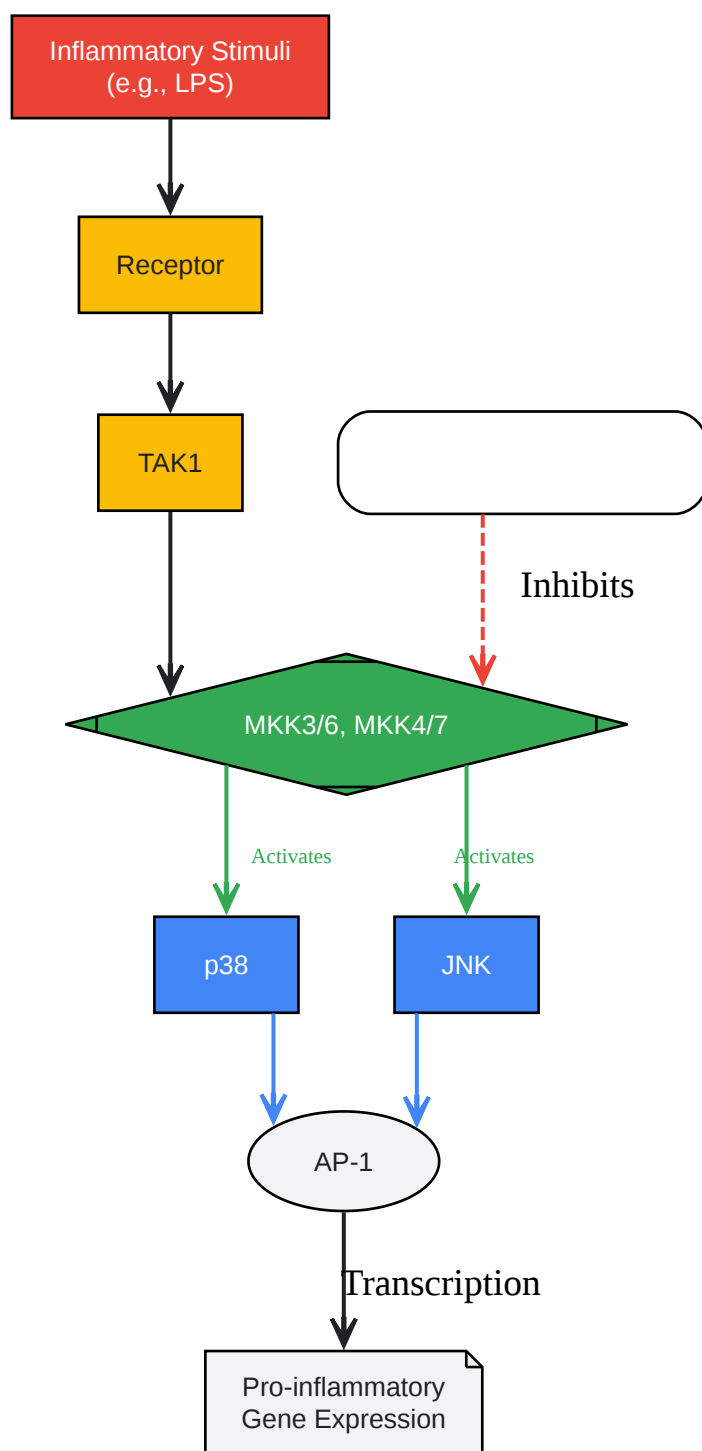 Inflammatory Stimuli
(e.g., LPS)
Receptor
TAK1
Inhibits
MKK3/6, MKK4/7
Activates
Activates
p38
JNK
AP-1
Transcription
Pro-inflammatory
Gene Expression